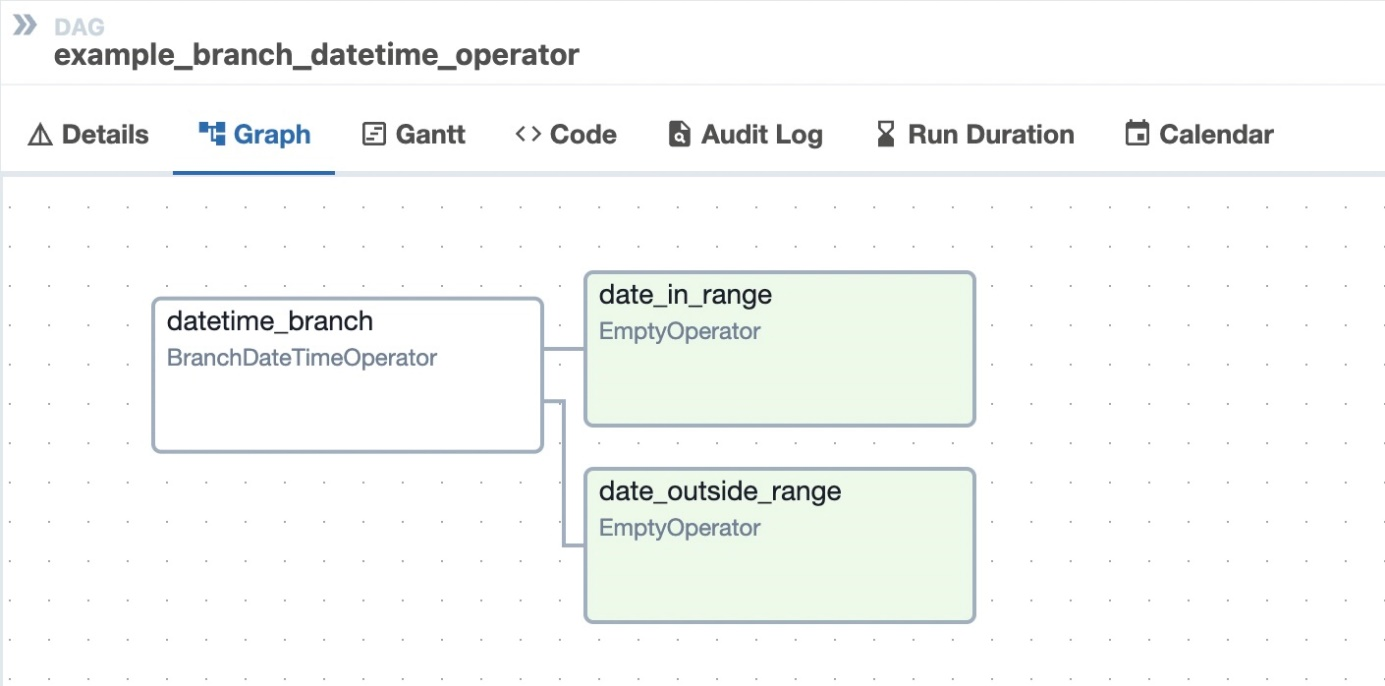 DAG
example_branch_datetime_operator
Details Graph Gantt Code Audit Log Run Duration Calendar
datetime_branch
BranchDateTimeOperator
date_in_range
EmptyOperator
date_outside_range
EmptyOperator